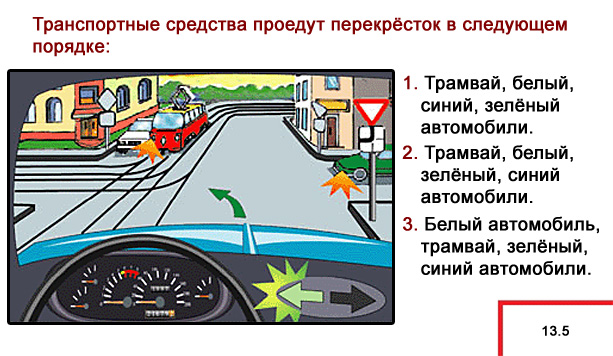 Транспортные средства проедут перекрёсток в следующем
порядке:
1. Трамвай, белый,
синий, зелёный
автомобили.
2. Трамвай, белый,
зелёный, синий
автомобили.
3. Белый автомобиль,
трамвай, зелёный,
синий автомобили.
13.5